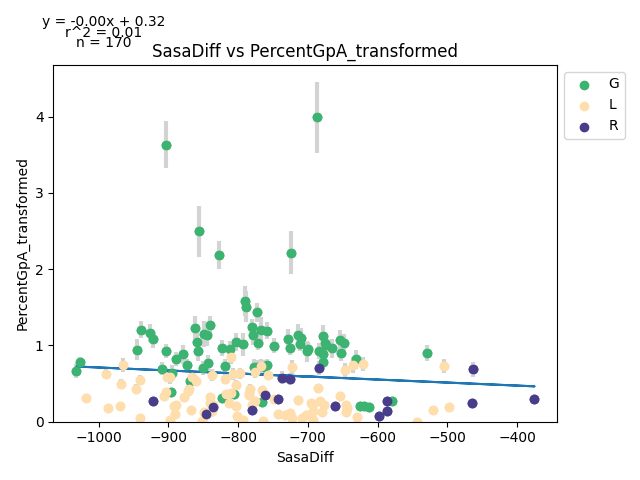 y = -0.00x + 0.32
r^2 = 0.01
n = 170
SasaDiff vs PercentGpA_transformed
G
L
R
PercentGpA_transformed
4
3
2
1
0
−1000
−900
−800
−700
−600
−500
−400
SasaDiff